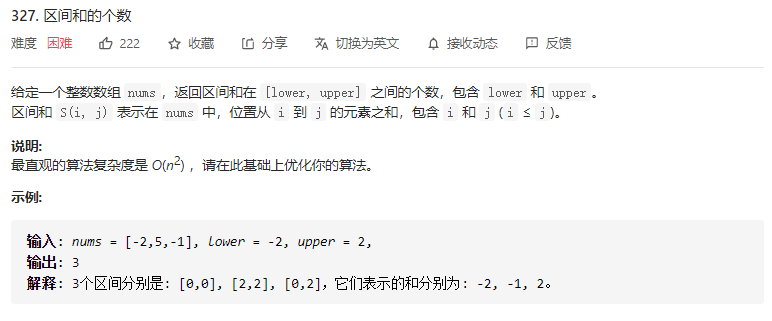 327. 区间和的个数
难度 困难 222 收藏 分享 切换为英文 接收动态 反馈
给定一个整数数组 nums ，返回区间和在 [lower, upper] 之间的个数，包含 lower 和 upper 。
区间和 S(i, j) 表示在 nums 中，位置从 i 到 j 的元素之和，包含 i 和 j ( i ≤ j )。
说明:
最直观的算法复杂度是 O(n²) ，请在此基础上优化你的算法。
示例:
输入: nums = [-2,5,-1], lower = -2, upper = 2,
输出: 3
解释: 3个区间分别是: [0,0], [2,2], [0,2]，它们表示的和分别为: -2, -1, 2。